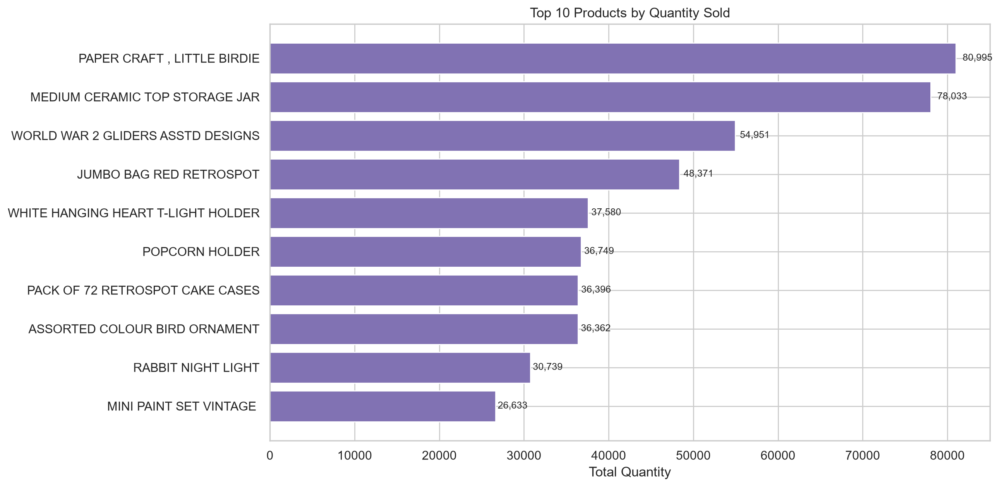 Top 10 Products by Quantity Sold
PAPER CRAFT , LITTLE BIRDIE 80,995
MEDIUM CERAMIC TOP STORAGE JAR 78,033
WORLD WAR 2 GLIDERS ASSTD DESIGNS 54,951
JUMBO BAG RED RETROSPOT 48,371
WHITE HANGING HEART T-LIGHT HOLDER 37,580
POPCORN HOLDER 36,749
PACK OF 72 RETROSPOT CAKE CASES 36,396
ASSORTED COLOUR BIRD ORNAMENT 36,362
RABBIT NIGHT LIGHT 30,739
MINI PAINT SET VINTAGE 26,633
0 10000 20000 30000 40000 50000 60000 70000 80000
Total Quantity